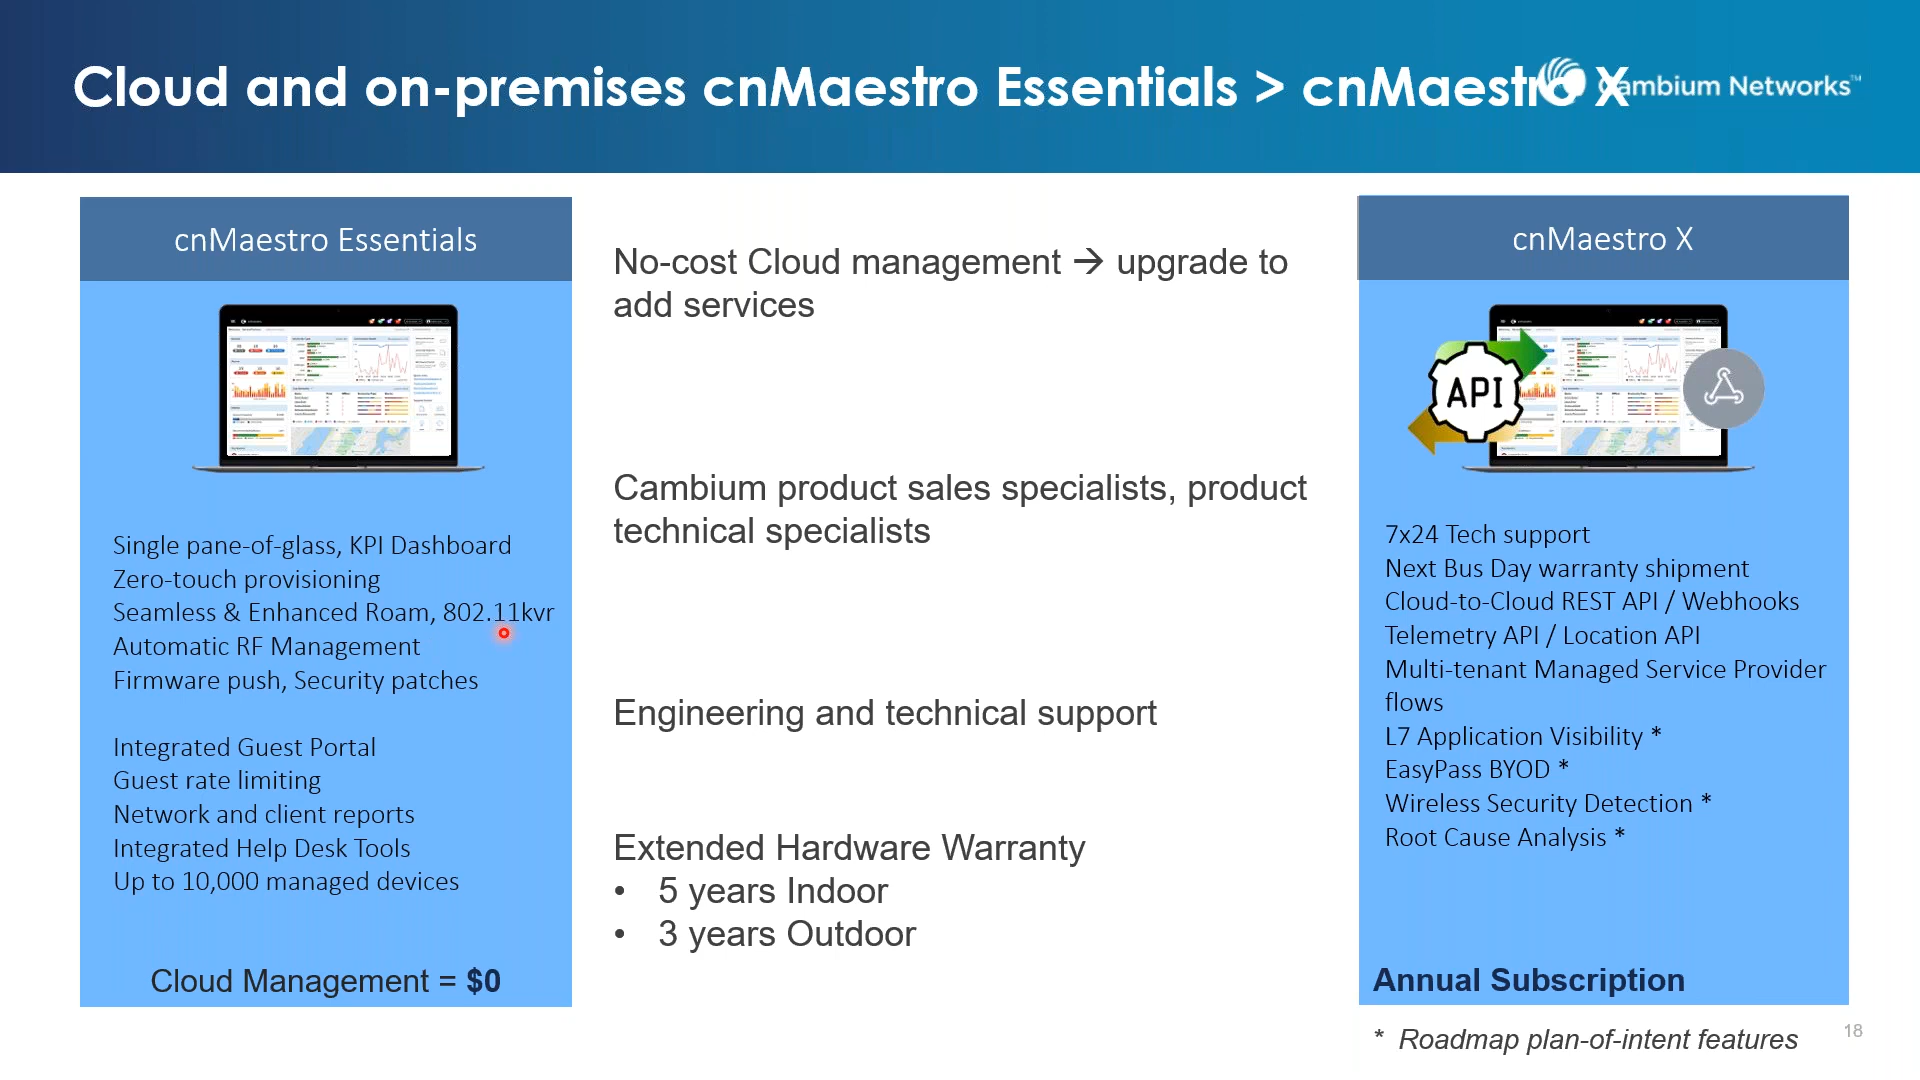 Cloud and on-premises cnMaestro Essentials > cnMaestro X
Cambium Networks™
cnMaestro Essentials
Single pane-of-glass, KPI Dashboard
Zero-touch provisioning
Seamless & Enhanced Roam, 802.11kvr
Automatic RF Management
Firmware push, Security patches
Integrated Guest Portal
Guest rate limiting
Network and client reports
Integrated Help Desk Tools
Up to 10,000 managed devices
Cloud Management = $0
No-cost Cloud management → upgrade to
add services
Cambium product sales specialists, product
technical specialists
Engineering and technical support
Extended Hardware Warranty
• 5 years Indoor
• 3 years Outdoor
cnMaestro X
API
7x24 Tech support
Next Bus Day warranty shipment
Cloud-to-Cloud REST API / Webhooks
Telemetry API / Location API
Multi-tenant Managed Service Provider
flows
L7 Application Visibility *
EasyPass BYOD *
Wireless Security Detection *
Root Cause Analysis *
Annual Subscription
* Roadmap plan-of-intent features
18